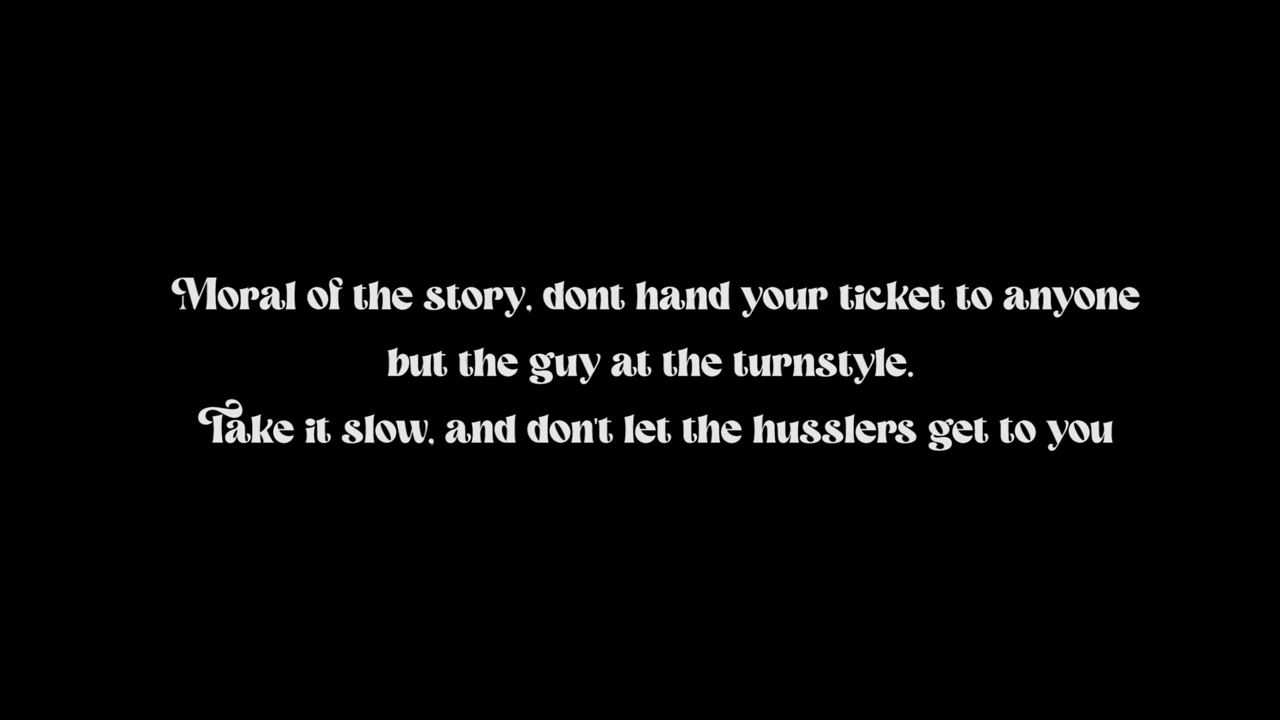 Moral of the story, dont hand your ticket to anyone
but the guy at the turnstyle.
Take it slow, and don't let the husslers get to you